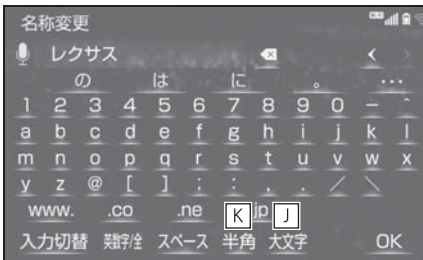 名称変更
レクサス
の は に 。 ...
1 2 3 4 5 6 7 8 9 0 - ^
a b c d e f g h i j k l
m n o p q r s t u v w x
y z @ [ ] ; : , . / \
www. .co .ne K jp J
入力切替 英数字/全 スペース 半角 大文字 OK